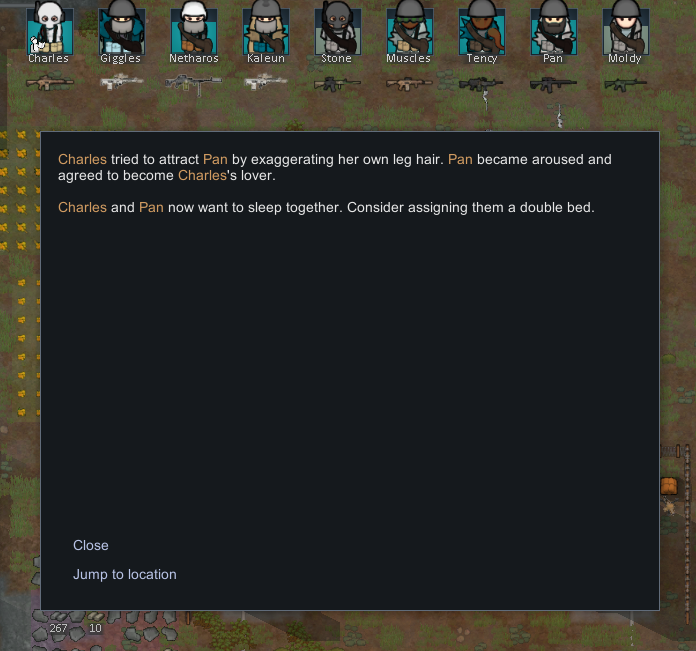 Charles Giggles Netharos Kaleun Stone Muscles Tency Pan Moldy
Charles tried to attract Pan by exaggerating her own leg hair. Pan became aroused and
agreed to become Charles's lover.
Charles and Pan now want to sleep together. Consider assigning them a double bed.
Close
Jump to location
267 10